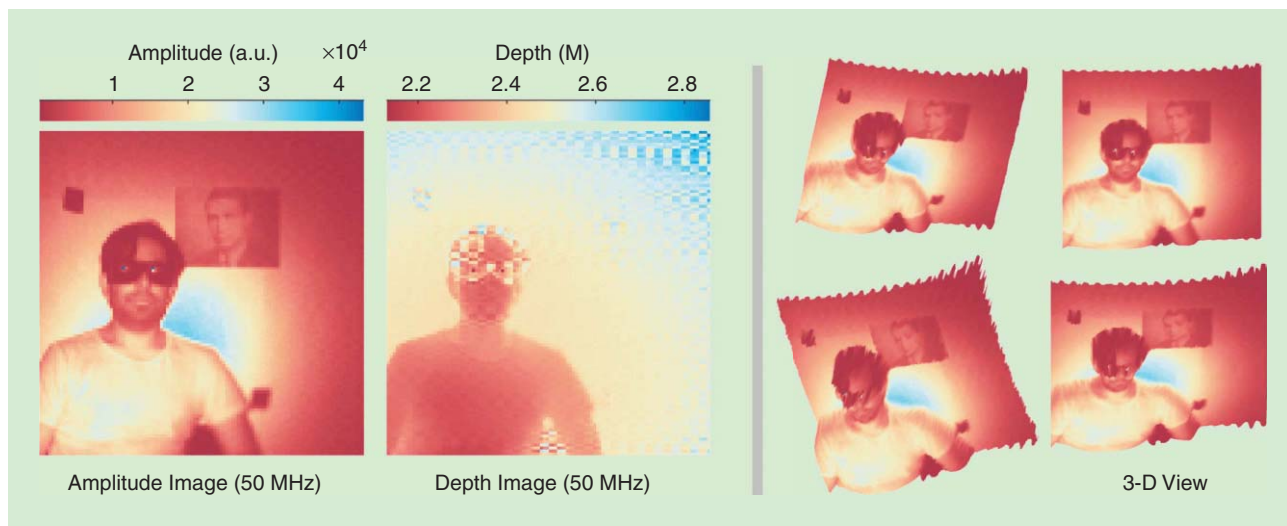 Amplitude (a.u.) ×10⁴
1 2 3 4
Depth (M)
2.2 2.4 2.6 2.8
Amplitude Image (50 MHz)
Depth Image (50 MHz)
3-D View